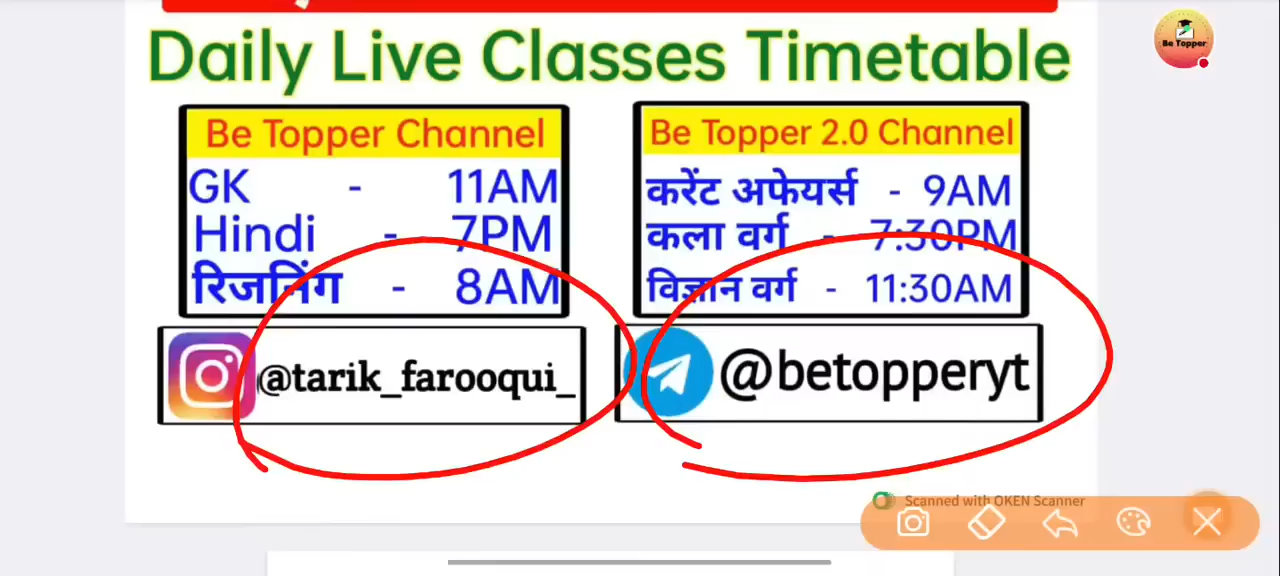 Daily Live Classes Timetable
Be Topper
Be Topper Channel
GK - 11AM
Hindi - 7PM
रिजनिंग - 8AM
Be Topper 2.0 Channel
करेंट अफेयर्स - 9AM
कला वर्ग - 7:30PM
विज्ञान वर्ग - 11:30AM
@tarik_farooqui_
@betopperyt
Scanned with OKEN Scanner